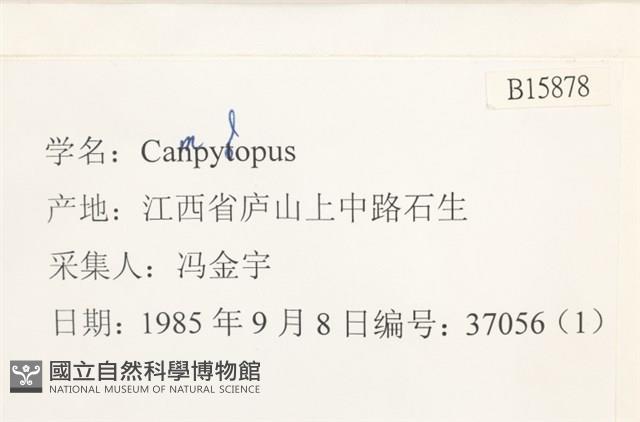 B15878
m l
学名：Canpytopus
产地：江西省庐山上中路石生
采集人：冯金宇
日期：1985年9月8日编号：37056（1）
國立自然科學博物館
NATIONAL MUSEUM OF NATURAL SCIENCE